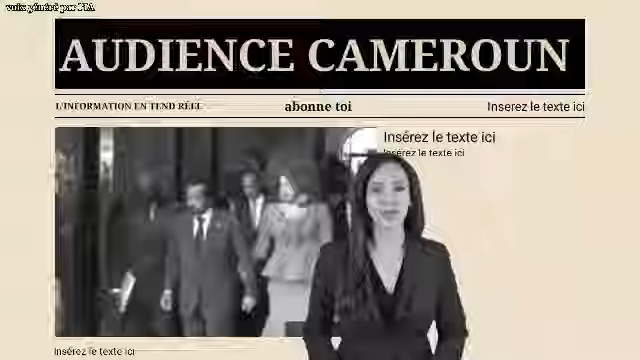 voix généré par l'IA
AUDIENCE CAMEROUN
L'INFORMATION EN TEND RÉEL
abonne toi
Inserez le texte ici
Insérez le texte ici
Insérez le texte ici
Insérez le texte ici